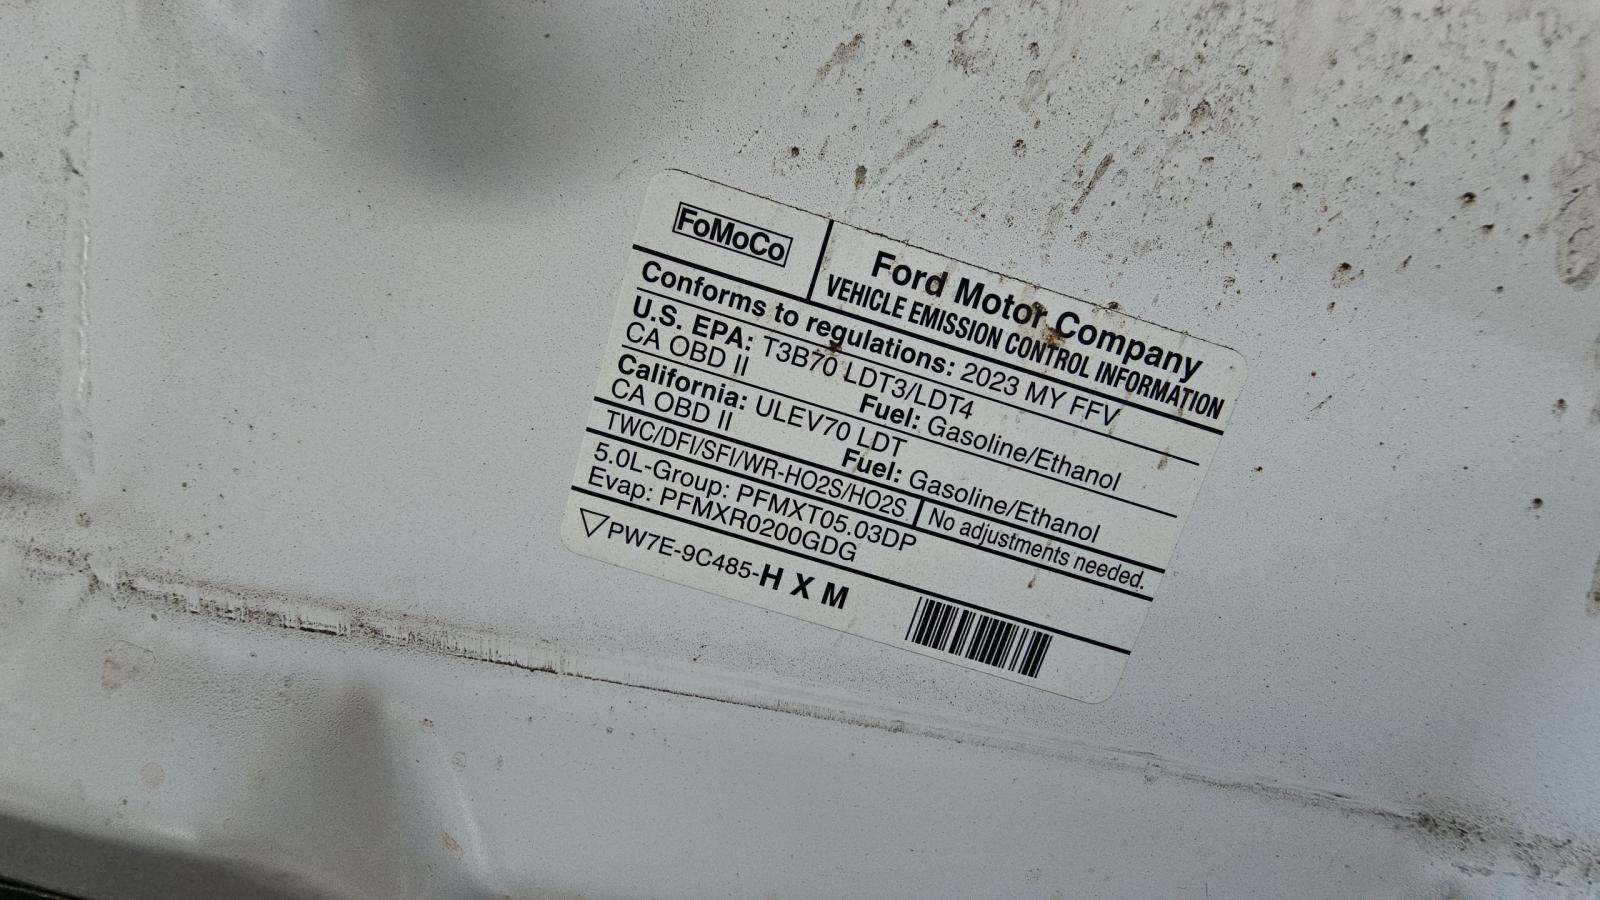 FoMoCo
Ford Motor Company
VEHICLE EMISSION CONTROL INFORMATION
Conforms to regulations: 2023 MY FFV
U.S. EPA: T3B70 LDT3/LDT4
CA OBD II Fuel: Gasoline/Ethanol
California: ULEV70 LDT
CA OBD II Fuel: Gasoline/Ethanol
TWC/DFI/SFI/WR-HO2S/HO2S No adjustments needed.
5.0L-Group: PFMXT05.03DP
Evap: PFMXR0200GDG
PW7E-9C485-H X M